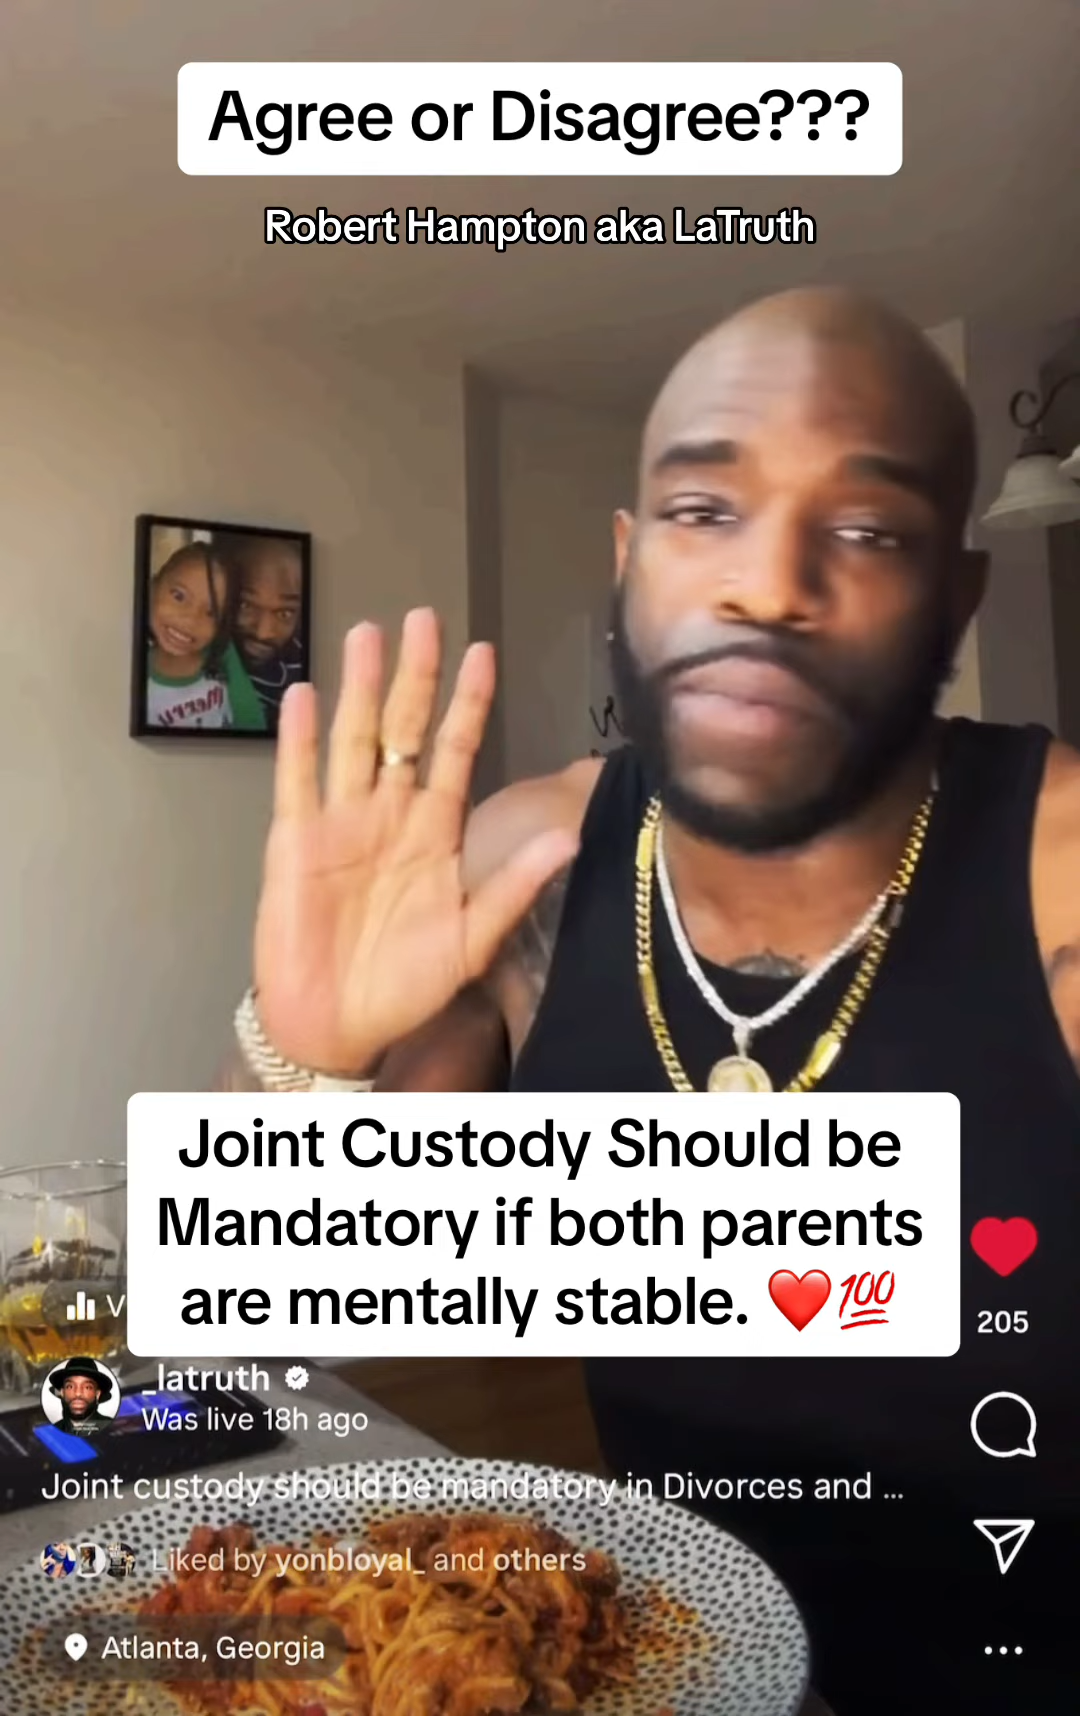 Agree or Disagree???
Robert Hampton aka LaTruth
Joint Custody Should be
Mandatory if both parents
are mentally stable. ❤️💯
205
_latruth
Was live 18h ago
Joint custody should be mandatory in Divorces and ...
Liked by yonbloyal_ and others
Atlanta, Georgia